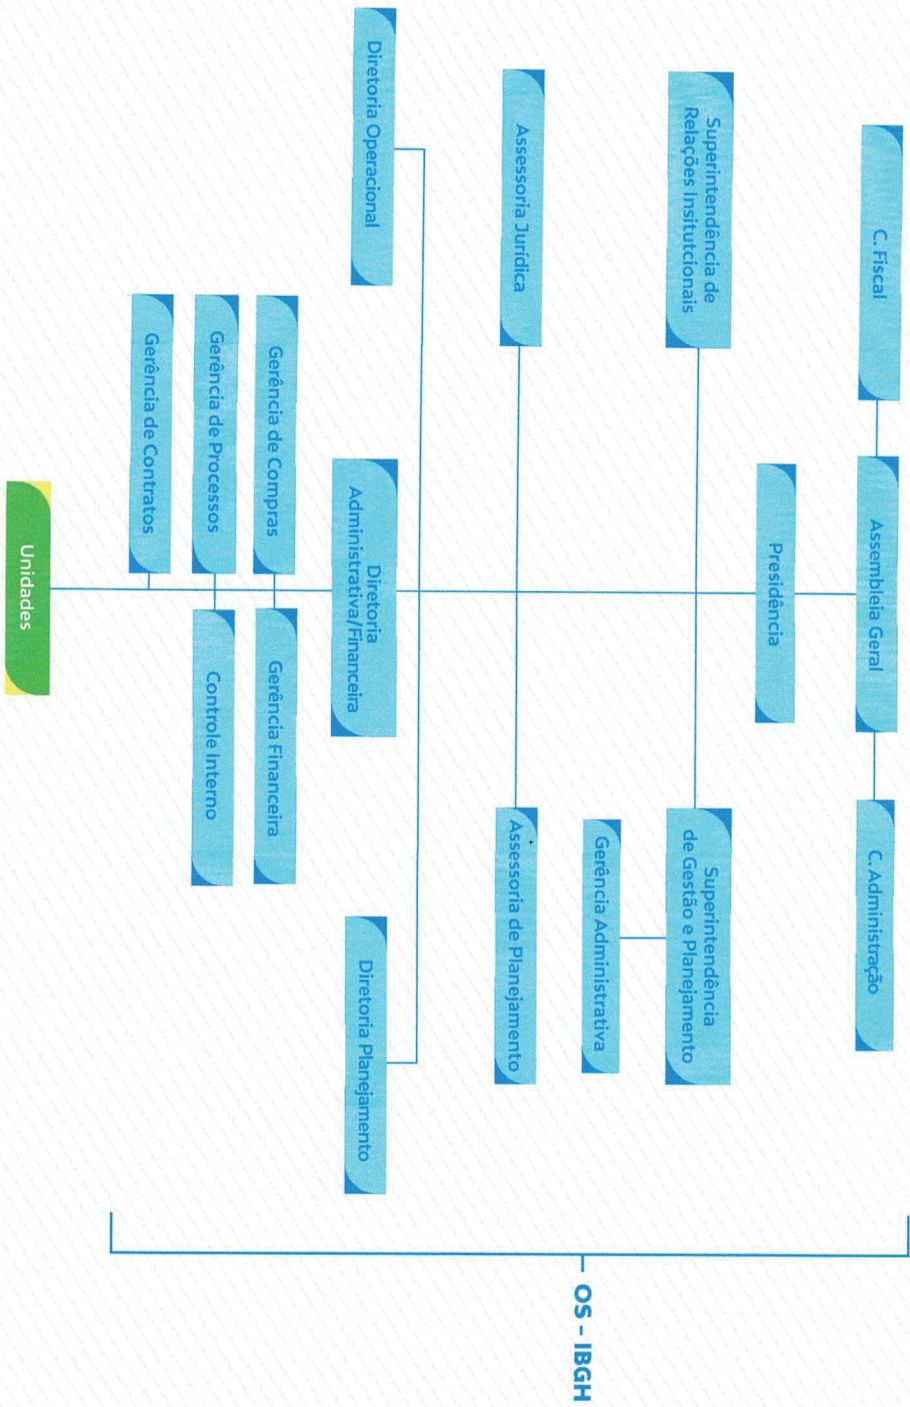 C. Fiscal
Assembleia Geral
C. Administração
Presidência
Superintendência de
Relações Insitutcionais
Superintendência
de Gestão e Planejamento
Gerência Administrativa
Assessoria Jurídica
Assessoria de Planejamento
Diretoria Operacional
Diretoria
Administrativa/Financeira
Diretoria Planejamento
Gerência de Compras
Gerência Financeira
Gerência de Processos
Controle Interno
Gerência de Contratos
Unidades
OS - IBGH